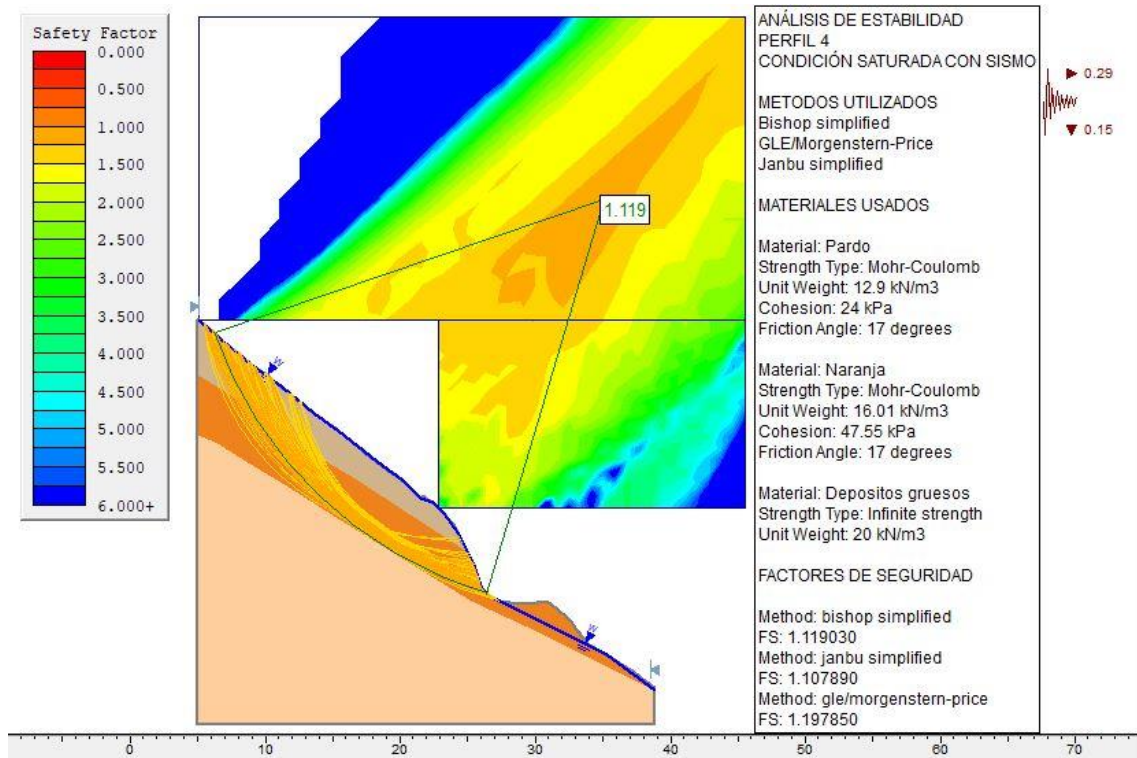 Safety Factor
0.000
0.500
1.000
1.500
2.000
2.500
3.000
3.500
4.000
4.500
5.000
5.500
6.000+
1.119
W
W
ANÁLISIS DE ESTABILIDAD
PERFIL 4
CONDICIÓN SATURADA CON SISMO
METODOS UTILIZADOS
Bishop simplified
GLE/Morgenstern-Price
Janbu simplified
MATERIALES USADOS
Material: Pardo
Strength Type: Mohr-Coulomb
Unit Weight: 12.9 kN/m3
Cohesion: 24 kPa
Friction Angle: 17 degrees
Material: Naranja
Strength Type: Mohr-Coulomb
Unit Weight: 16.01 kN/m3
Cohesion: 47.55 kPa
Friction Angle: 17 degrees
Material: Depositos gruesos
Strength Type: Infinite strength
Unit Weight: 20 kN/m3
FACTORES DE SEGURIDAD
Method: bishop simplified
FS: 1.119030
Method: janbu simplified
FS: 1.107890
Method: gle/morgenstern-price
FS: 1.197850
0.29
0.15
0 10 20 30 40 50 60 70